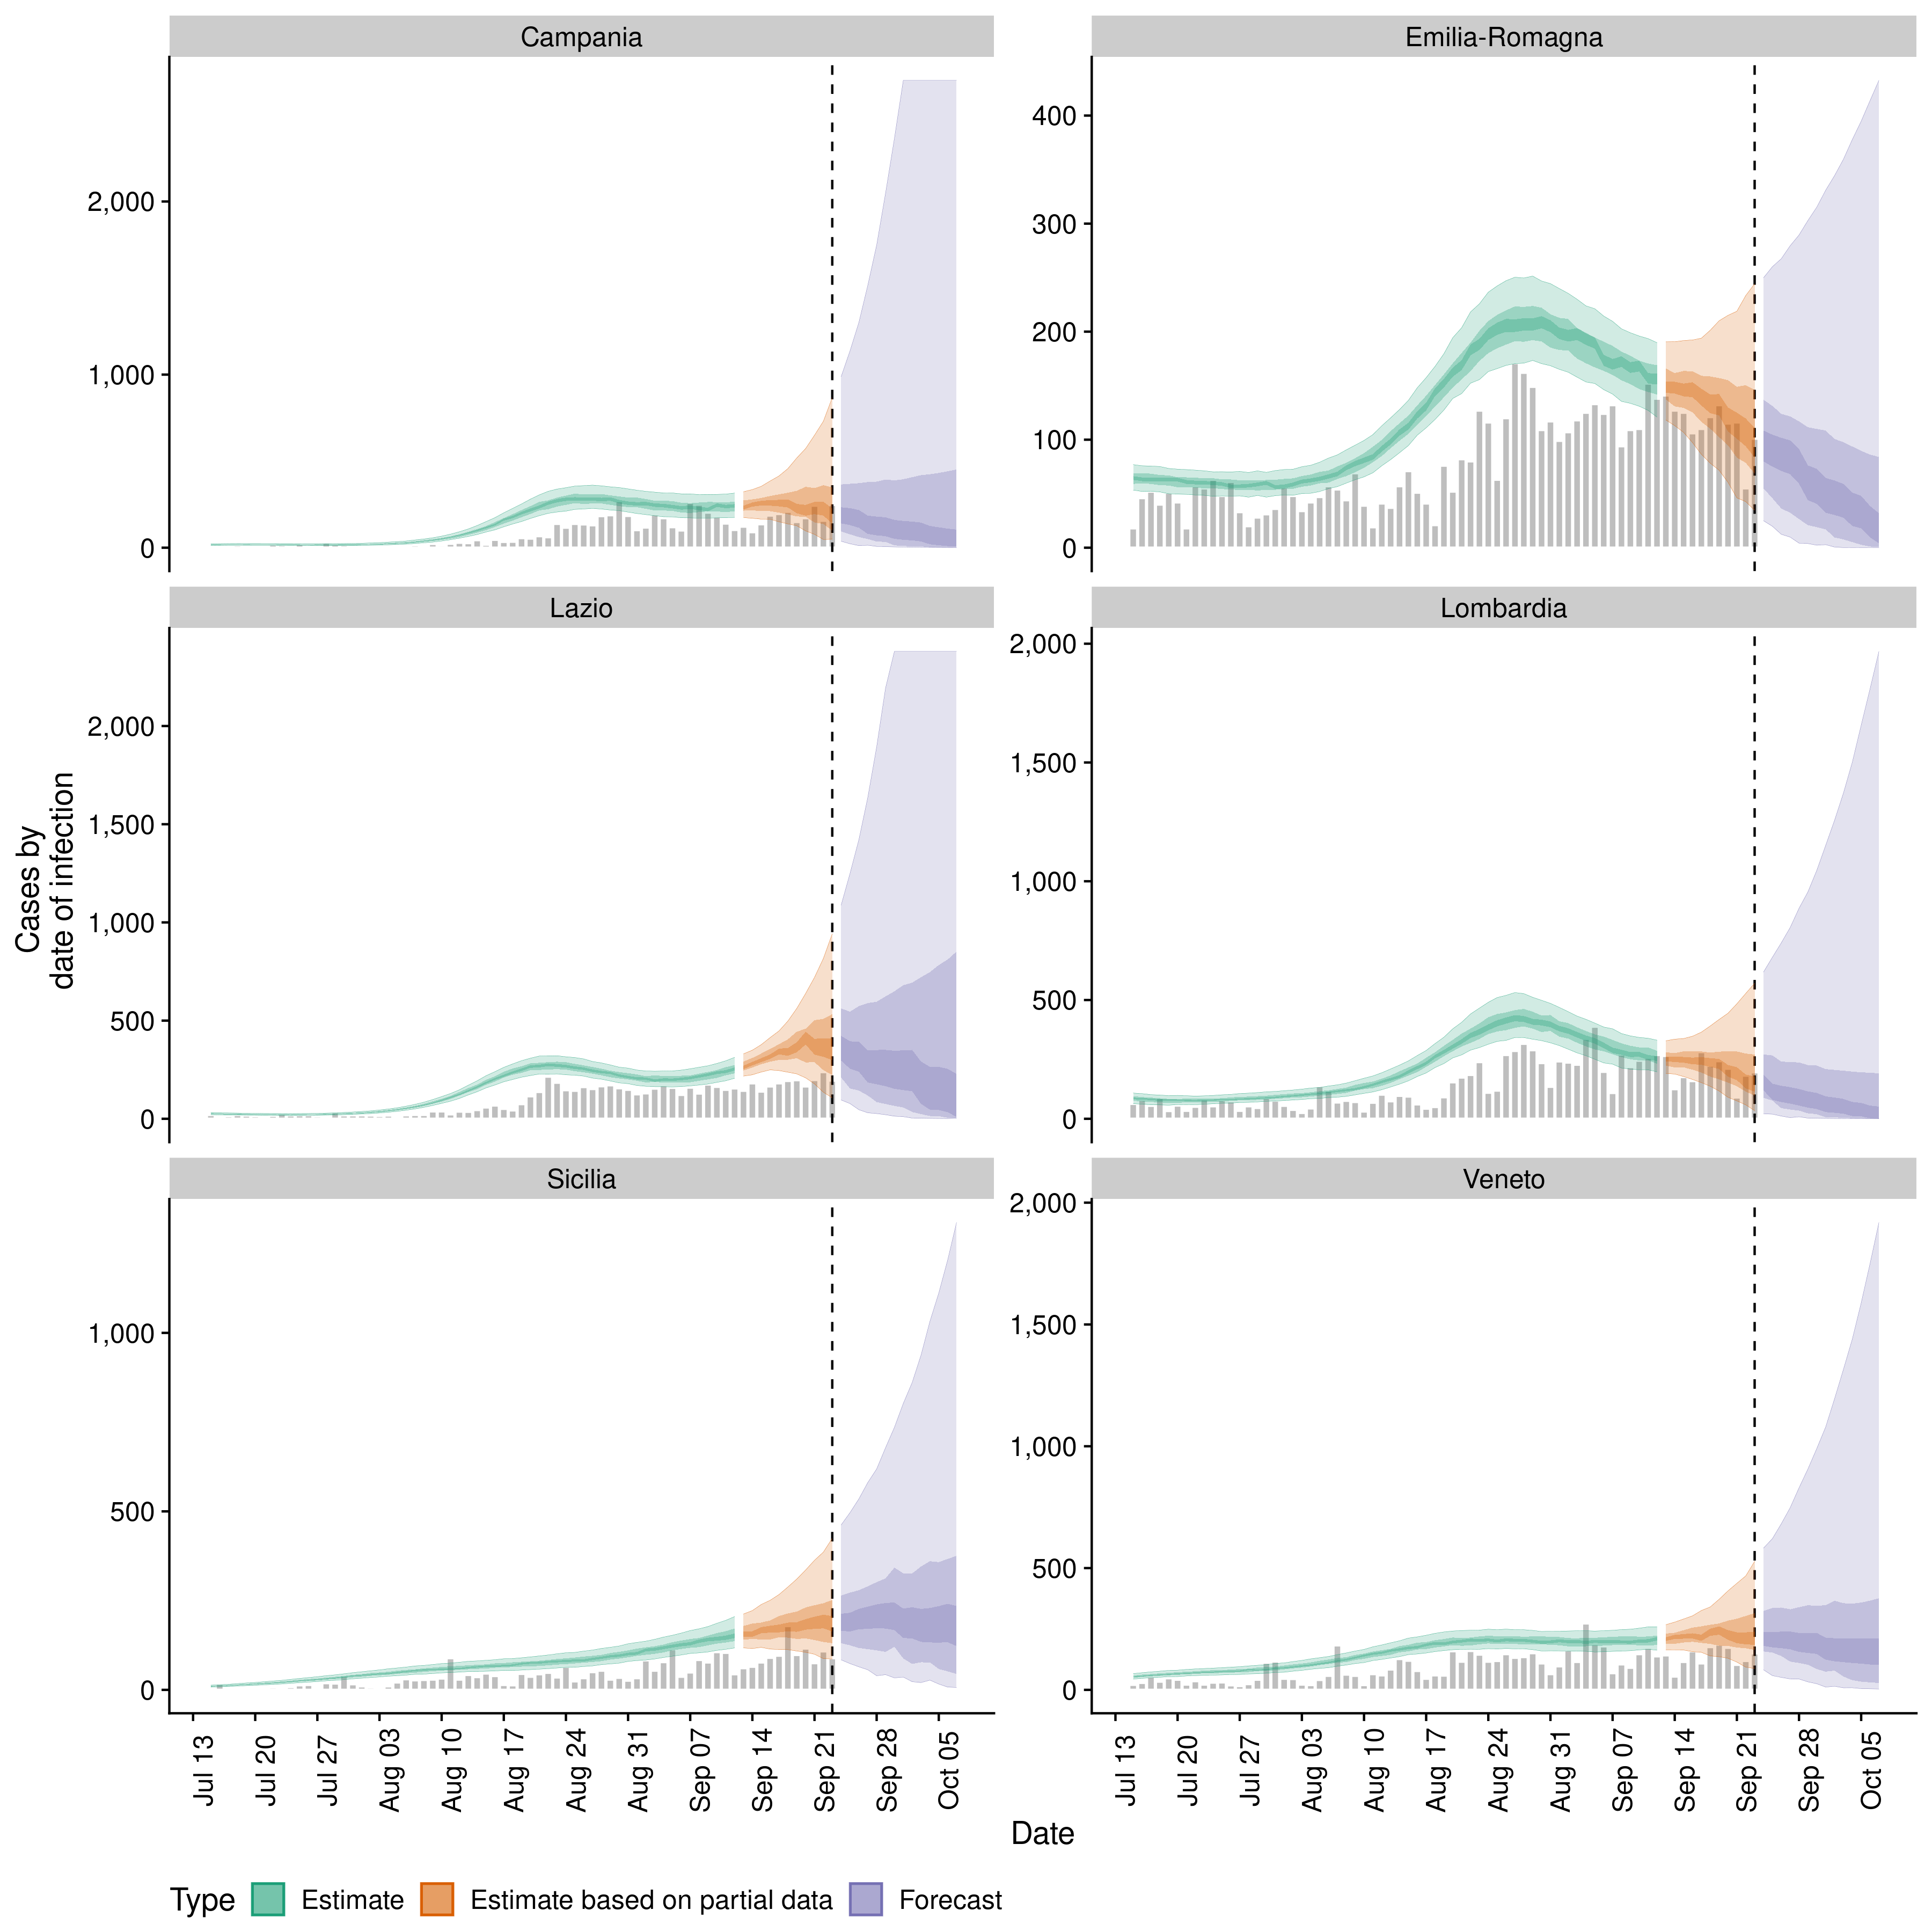 Campania
Emilia-Romagna
2,000
1,000
0
400
300
200
100
0
Lazio
Lombardia
2,000
1,500
1,000
500
0
2,000
1,500
1,000
500
0
Cases by
date of infection
Sicilia
Veneto
1,000
500
0
2,000
1,500
1,000
500
0
Jul 13 Jul 20 Jul 27 Aug 03 Aug 10 Aug 17 Aug 24 Aug 31 Sep 07 Sep 14 Sep 21 Sep 28 Oct 05
Jul 13 Jul 20 Jul 27 Aug 03 Aug 10 Aug 17 Aug 24 Aug 31 Sep 07 Sep 14 Sep 21 Sep 28 Oct 05
Date
Type Estimate Estimate based on partial data Forecast